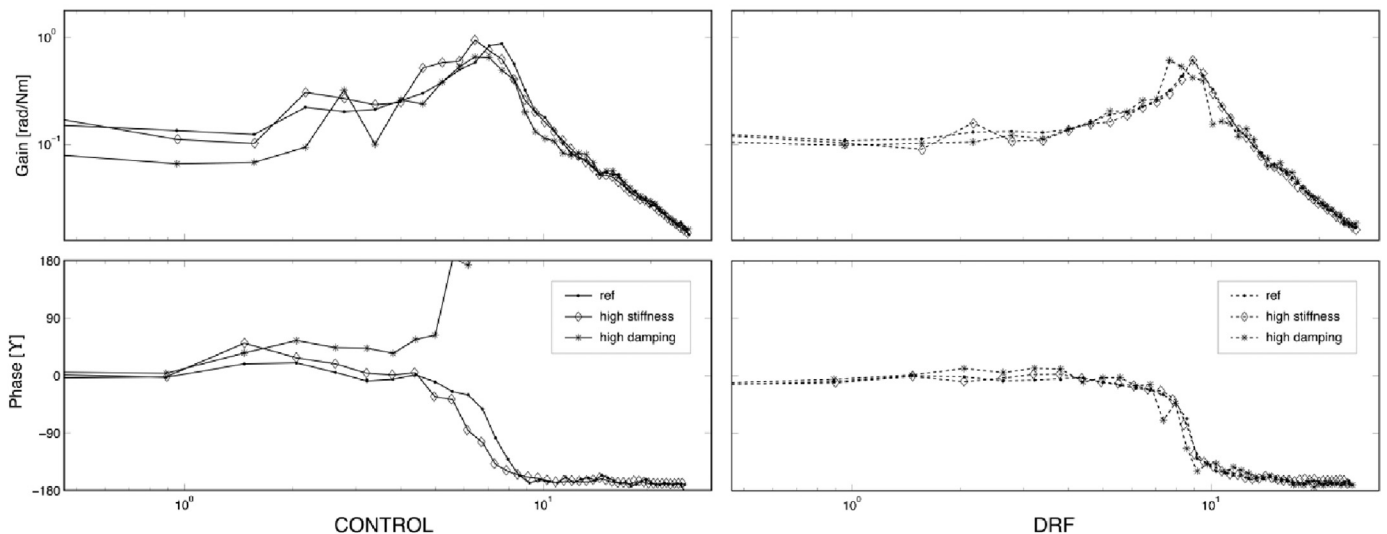 Gain [rad/Nm]
10⁰
10⁻¹
Phase [Y]
180
90
0
−90
−180
ref
high stiffness
high damping
10⁰
10¹
CONTROL
ref
high stiffness
high damping
10⁰
10¹
DRF